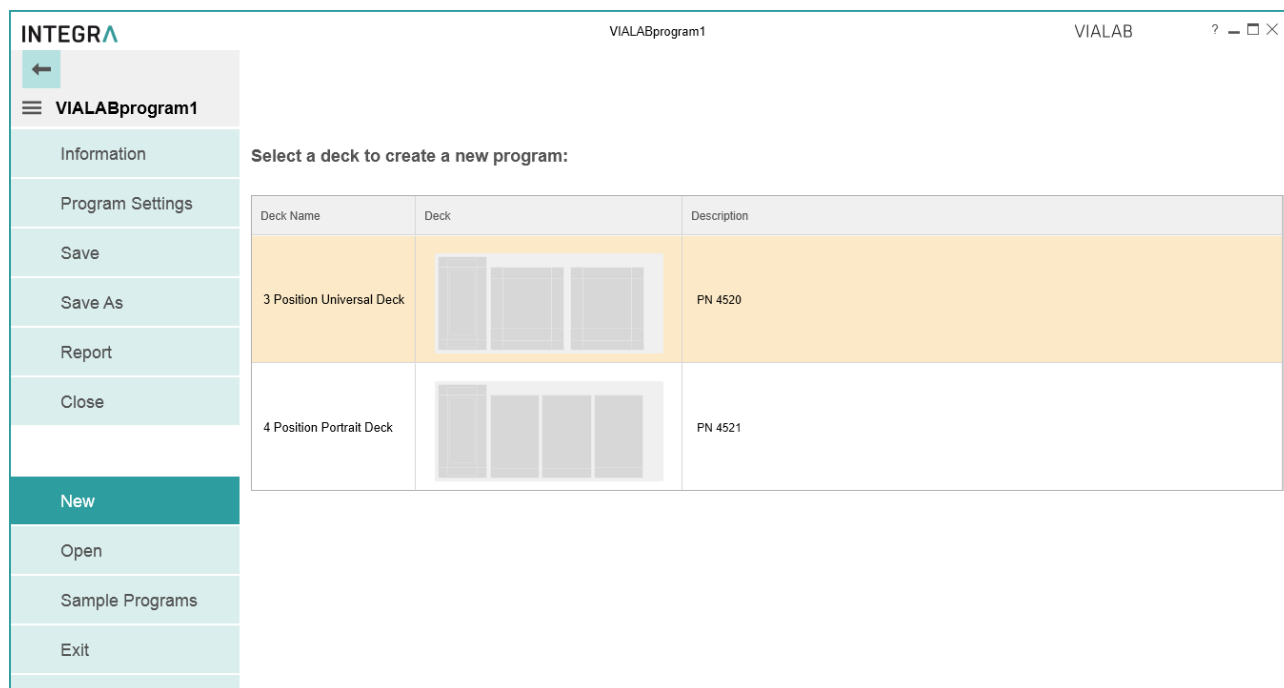 INTEGRA
VIALABprogram1
VIALAB
?
VIALABprogram1
Information
Program Settings
Save
Save As
Report
Close
New
Open
Sample Programs
Exit
Select a deck to create a new program:
Deck Name Deck Description
3 Position Universal Deck PN 4520
4 Position Portrait Deck PN 4521